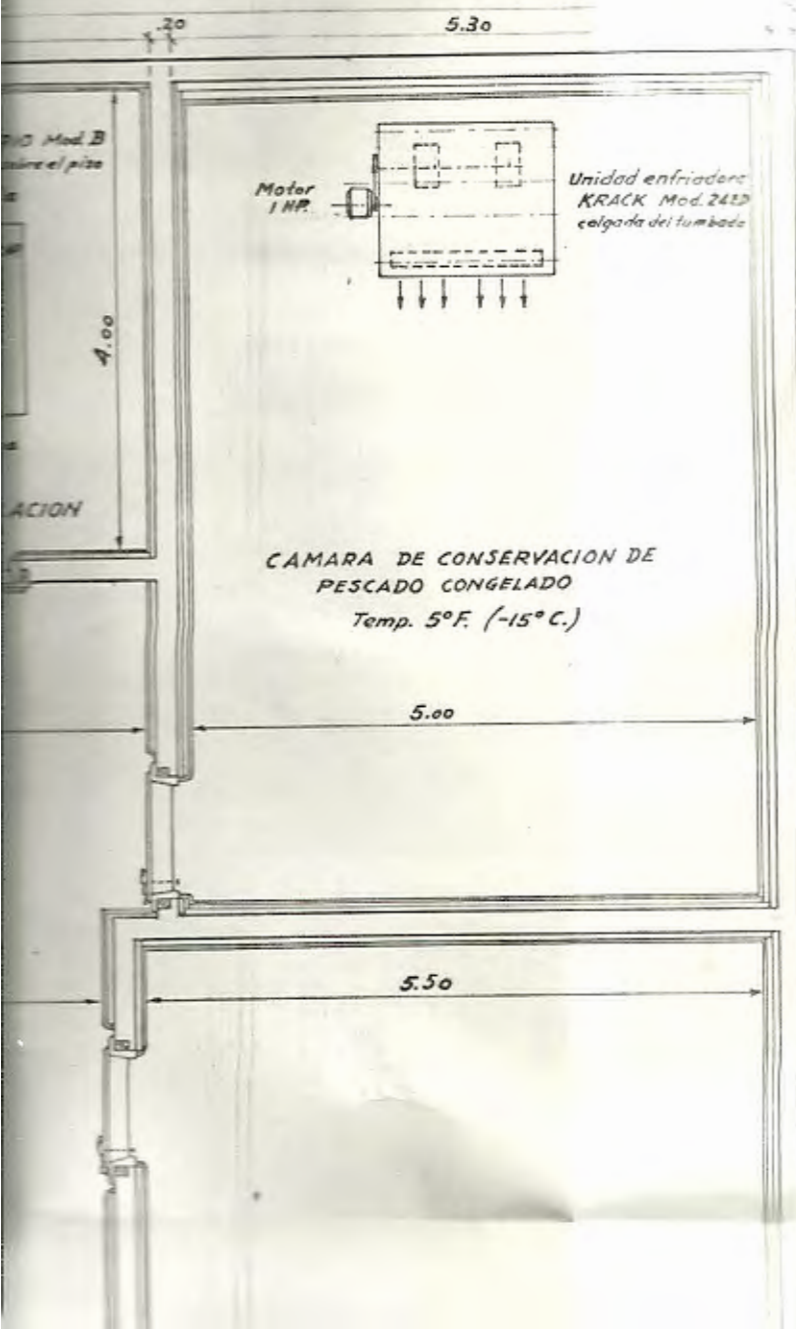 .20
5.30
Mod. B
sobre el piso
Motor
1 HP.
Unidad enfriadora
KRACK Mod.
colgada del tumbado
4.00
ACION
CAMARA DE CONSERVACION DE
PESCADO CONGELADO
Temp. 5°F. (-15°C.)
5.00
5.50